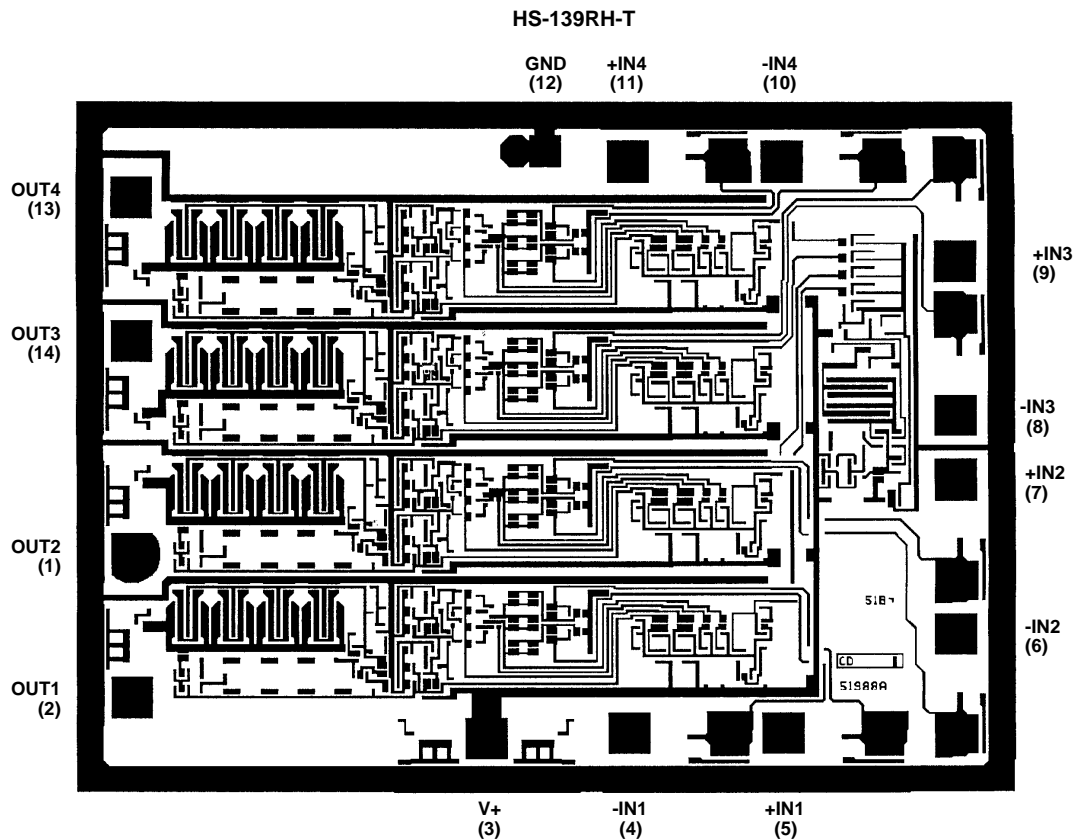 HS-139RH-T
GND
(12)
+IN4
(11)
-IN4
(10)
OUT4
(13)
+IN3
(9)
OUT3
(14)
-IN3
(8)
+IN2
(7)
OUT2
(1)
-IN2
(6)
CD
51988A
OUT1
(2)
V+
(3)
-IN1
(4)
+IN1
(5)